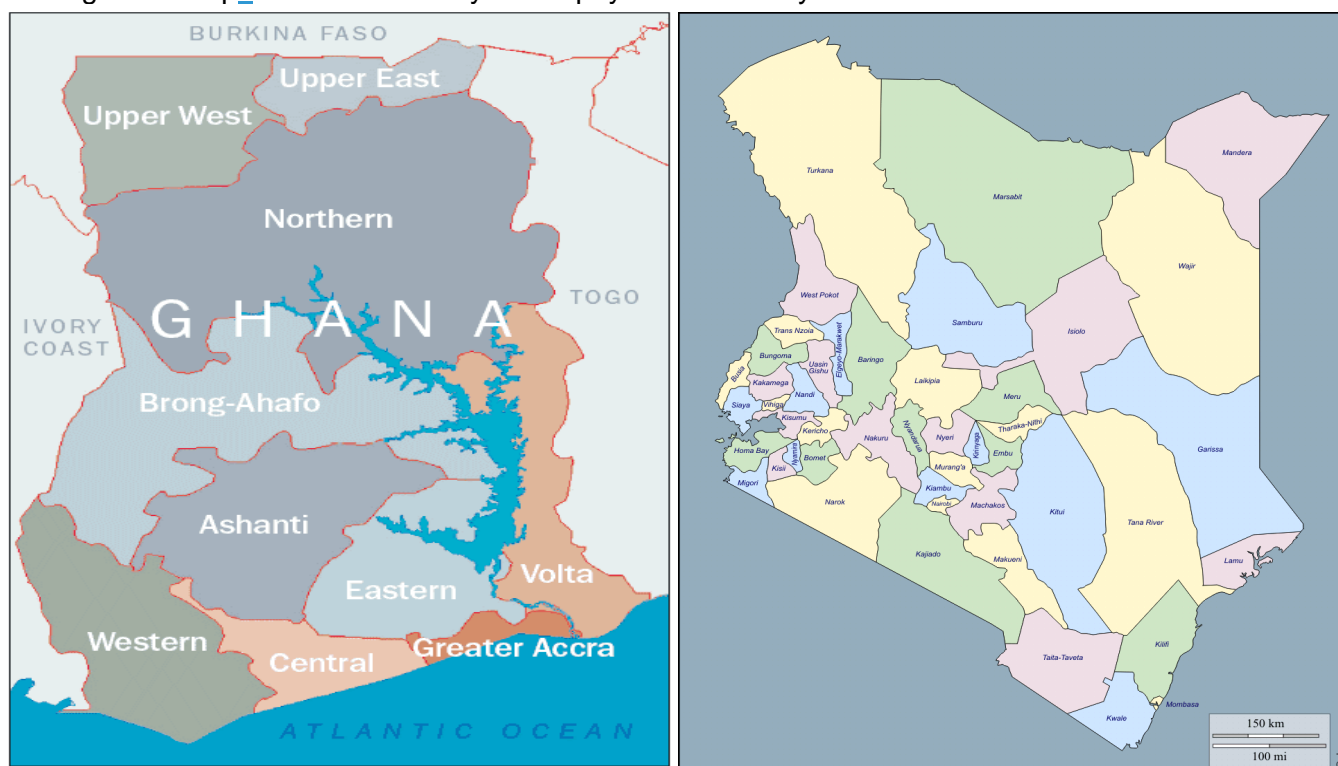 BURKINA FASO
Upper East
Upper West
Northern
GHANA
TOGO
IVORY
COAST
Brong-Ahafo
Ashanti
Eastern
Volta
Western
Central
Greater Accra
ATLANTIC OCEAN
Mandera
Turkana
Marsabit
Wajir
West Pokot
Samburu
Isiolo
Trans Nzoia
Elgeyo-Marakwet
Bungoma
Uasin
Gishu
Baringo
Busia
Kakamega
Laikipia
Nandi
Meru
Siaya
Vihiga
Kisumu
Kericho
Nyandarua
Nyeri
Kirinyaga
Tharaka-Nithi
Nakuru
Homa Bay
Nyamira
Bomet
Embu
Garissa
Kisii
Murang'a
Migori
Kiambu
Narok
Nairobi
Machakos
Kitui
Tana River
Kajiado
Makueni
Lamu
Kilifi
Taita-Taveta
Mombasa
Kwale
150 km
100 mi